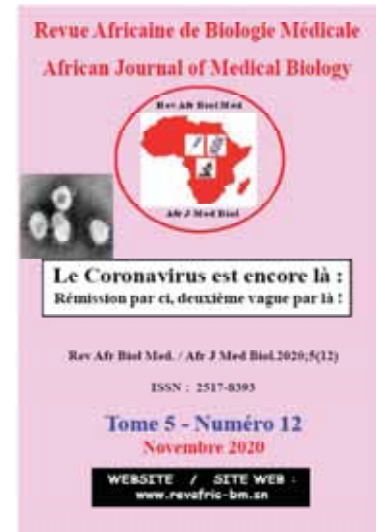 Revue Africaine de Biologie Médicale
African Journal of Medical Biology
Rev Afr Biol Med
Afr J Med Biol
Le Coronavirus est encore là :
Rémission par ci, deuxième vague par là !
Rev Afr Biol Med. / Afr J Med Biol.2020;5(12)
ISSN : 2517-8393
Tome 5 - Numéro 12
Novembre 2020
WEBSITE / SITE WEB :
www.revafric-bm.sn